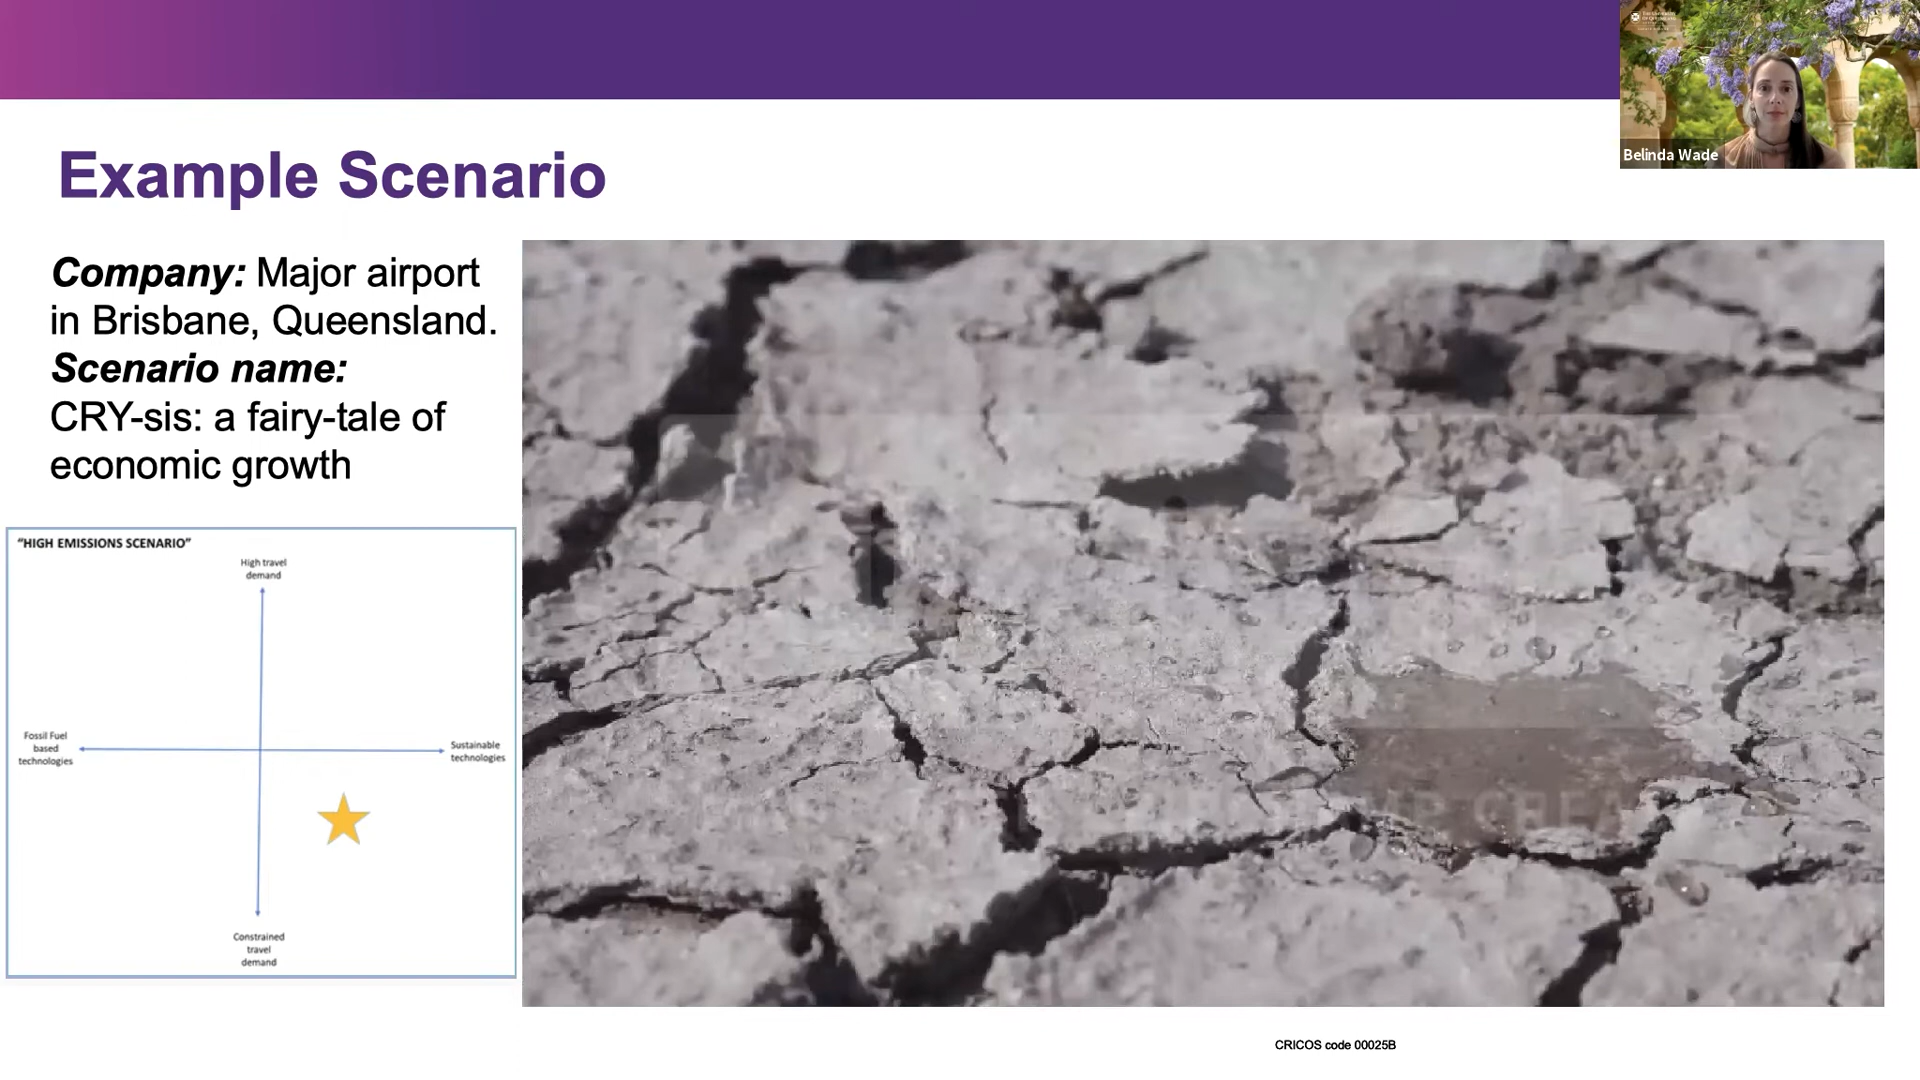 Example Scenario
Belinda Wade
Company: Major airport
in Brisbane, Queensland.
Scenario name:
CRY-sis: a fairy-tale of
economic growth
"HIGH EMISSIONS SCENARIO"
High travel
demand
Fossil Fuel
based
technologies
Sustainable
technologies
Constrained
travel
demand
CRICOS code 00025B